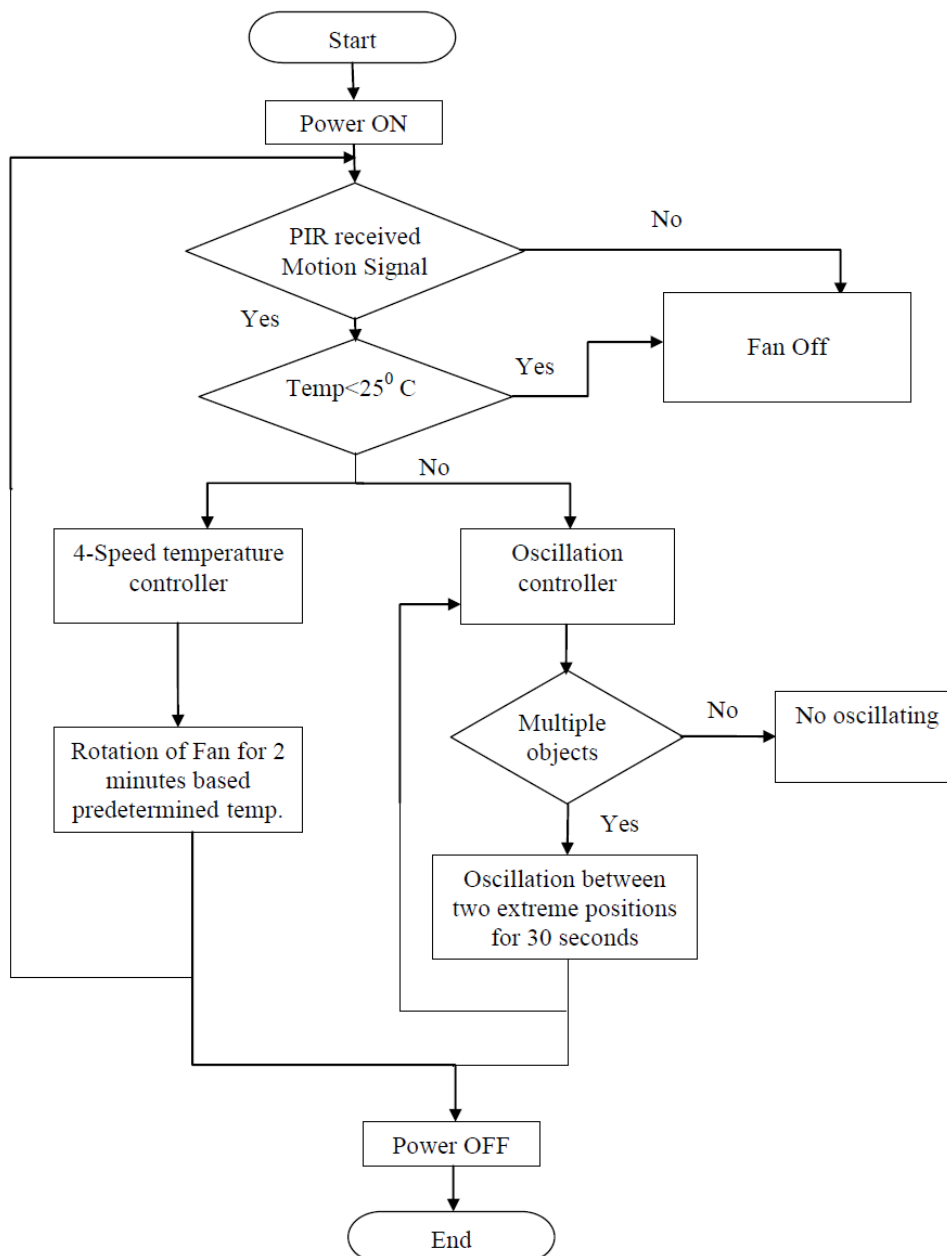 Start
Power ON
PIR received
Motion Signal
No
Yes
Fan Off
Temp<25⁰ C
Yes
No
4-Speed temperature
controller
Oscillation
controller
Multiple
objects
No
No oscillating
Rotation of Fan for 2
minutes based
predetermined temp.
Yes
Oscillation between
two extreme positions
for 30 seconds
Power OFF
End